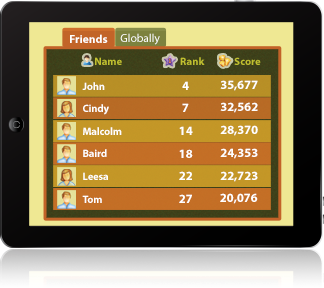 Friends Globally
Name Rank Score
John 4 35,677
Cindy 7 32,562
Malcolm 14 28,370
Baird 18 24,353
Leesa 22 22,723
Tom 27 20,076